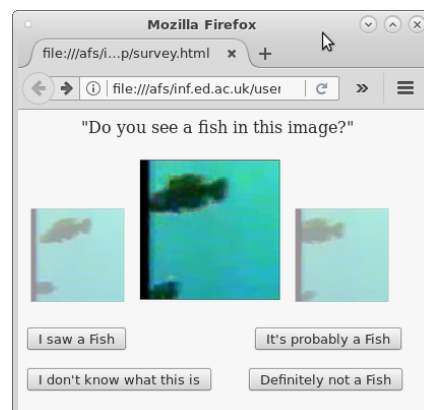 Mozilla Firefox
file:///afs/i...p/survey.html × +
file:///afs/inf.ed.ac.uk/user
"Do you see a fish in this image?"
I saw a Fish It's probably a Fish
I don't know what this is Definitely not a Fish